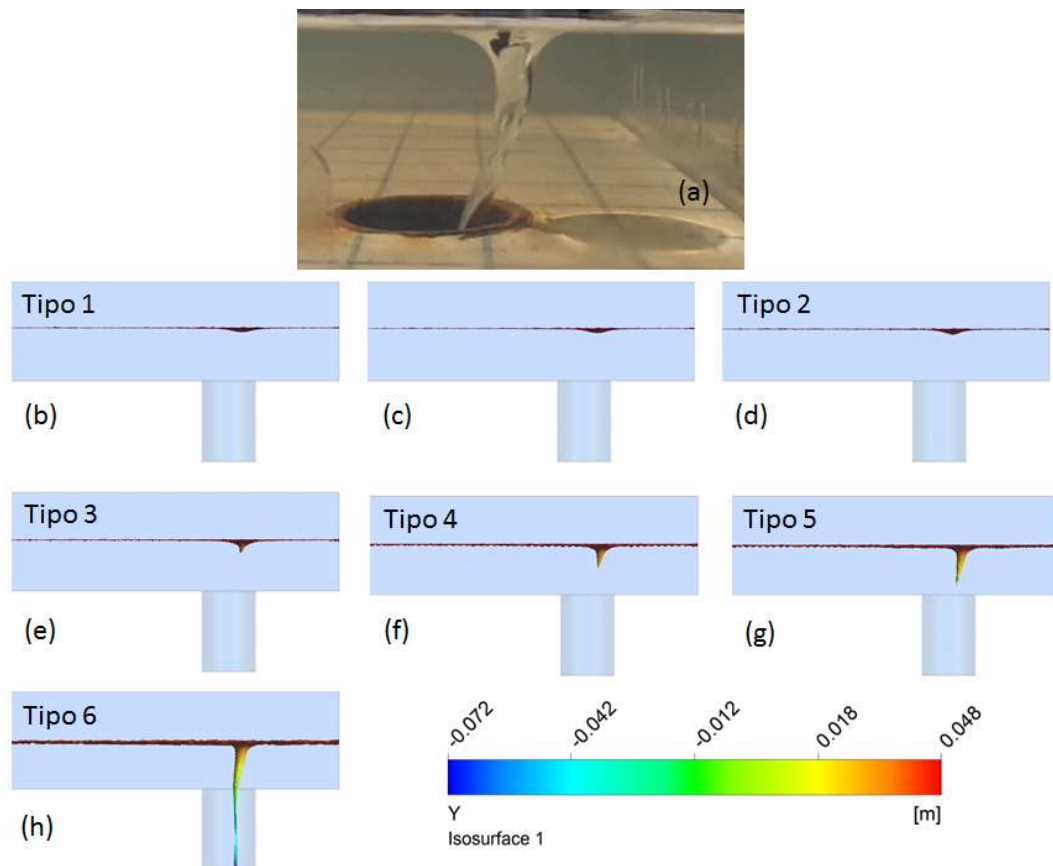 (a)
Tipo 1
Tipo 2
(b)
(c)
(d)
Tipo 3
Tipo 4
Tipo 5
(e)
(f)
(g)
Tipo 6
-0.072
-0.042
-0.012
0.018
0.048
Y
[m]
Isosurface 1
(h)